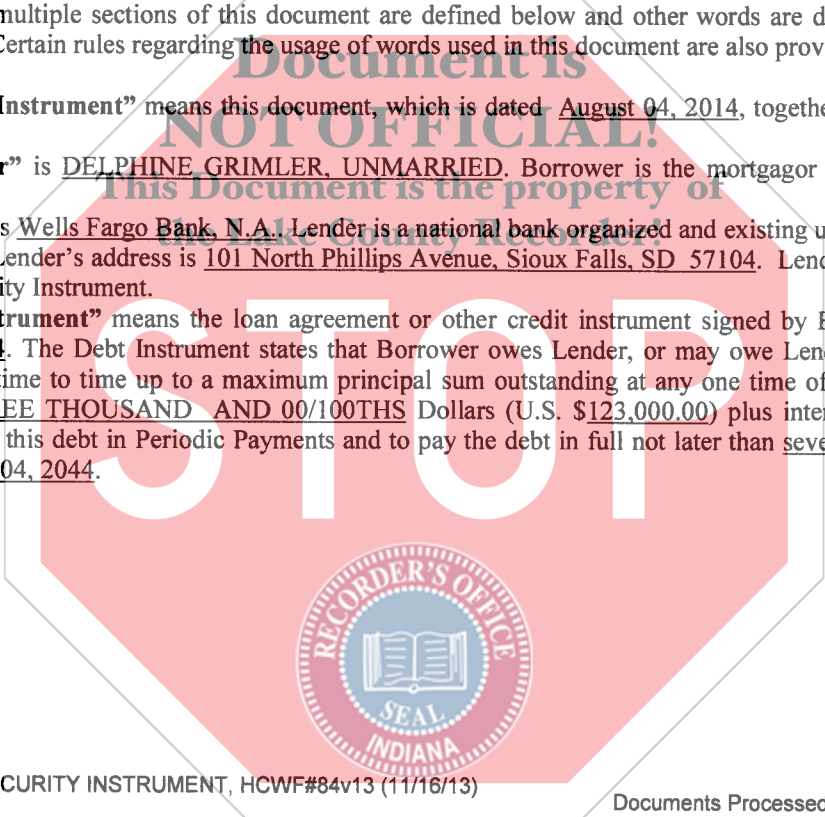 multiple sections of this document are defined below and other words are d
Certain rules regarding the usage of words used in this document are also prov
Document is
Instrument” means this document, which is dated August 04, 2014, togethe
NOT OFFICIAL!
r” is DELPHINE GRIMLER, UNMARRIED. Borrower is the mortgagor
This Document is the property of
s Wells Fargo Bank, N.A.. Lender is a national bank organized and existing u
the Lake County Recorder!
Lender’s address is 101 North Phillips Avenue, Sioux Falls, SD 57104. Lend
ity Instrument.
trument” means the loan agreement or other credit instrument signed by B
. The Debt Instrument states that Borrower owes Lender, or may owe Len
time to time up to a maximum principal sum outstanding at any one time of
EE THOUSAND AND 00/100THS Dollars (U.S. $123,000.00) plus inter
this debt in Periodic Payments and to pay the debt in full not later than seve
04, 2044.
STOP
RECORDER'S OFFICE
SEAL
INDIANA
CURITY INSTRUMENT, HCWF#84v13 (11/16/13)
Documents Processed